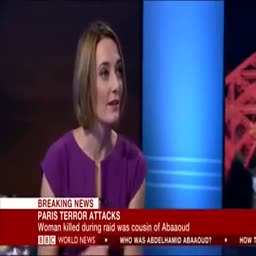 BREAKING NEWS
PARIS TERROR ATTACKS
Woman killed during raid was cousin of Abaaoud
BBC WORLD NEWS • WHO WAS ABDELHAMID ABAAOUD? • HOW T